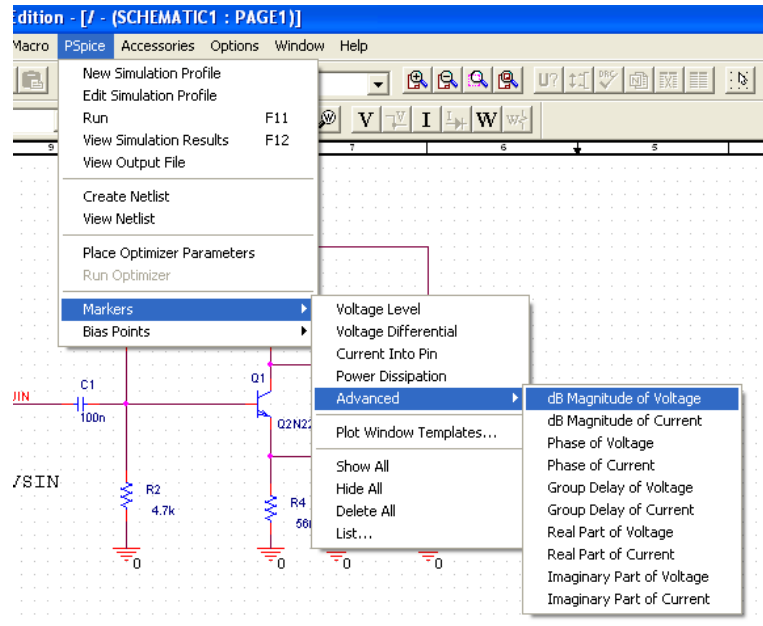 Edition - [/ - (SCHEMATIC1 : PAGE1)]
Macro PSpice Accessories Options Window Help
U? DRC
V V I I W W
9 7 6 5
New Simulation Profile
Edit Simulation Profile
Run F11
View Simulation Results F12
View Output File
Create Netlist
View Netlist
Place Optimizer Parameters
Run Optimizer
Markers
Bias Points
Voltage Level
Voltage Differential
Current Into Pin
Power Dissipation
Advanced
Plot Window Templates...
Show All
Hide All
Delete All
List...
dB Magnitude of Voltage
dB Magnitude of Current
Phase of Voltage
Phase of Current
Group Delay of Voltage
Group Delay of Current
Real Part of Voltage
Real Part of Current
Imaginary Part of Voltage
Imaginary Part of Current
C1
100n
Q1
Q2N22
VSIN
R2
4.7k
R4
0 0 0 0